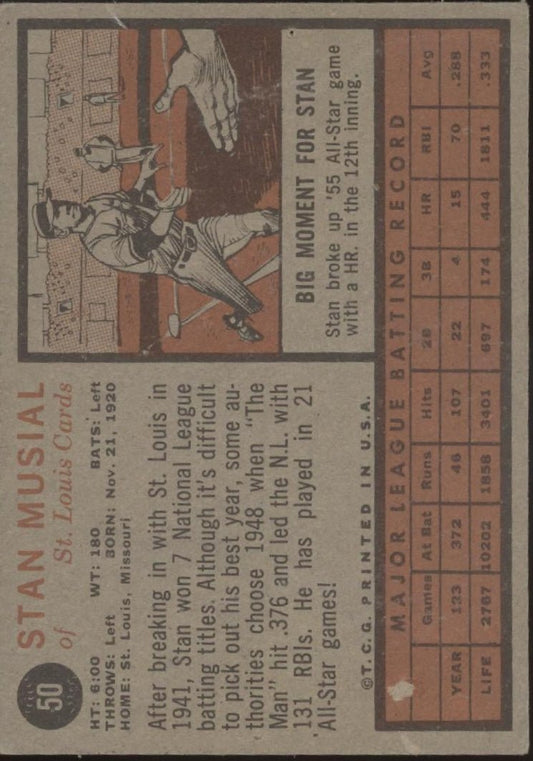 50
STAN MUSIAL
of St. Louis Cards
HT: 6:00 WT: 180 BATS: Left
THROWS: Left BORN: Nov. 21, 1920
HOME: St. Louis, Missouri
After breaking in with St. Louis in
1941, Stan won 7 National League
batting titles. Although it's difficult
to pick out his best year, some au-
thorities choose 1948 when "The
Man" hit .376 and led the N.L. with
131 RBIs. He has played in 21
All-Star games!
BIG MOMENT FOR STAN
Stan broke up '55 All-Star game
with a HR. in the 12th inning.
©T.C.G. PRINTED IN U.S.A.
MAJOR LEAGUE BATTING RECORD
Games At Bat Runs Hits 2B 3B HR RBI Avg
YEAR 123 372 46 107 22 4 15 70 .288
LIFE 2767 10202 1858 3401 697 174 444 1811 .333